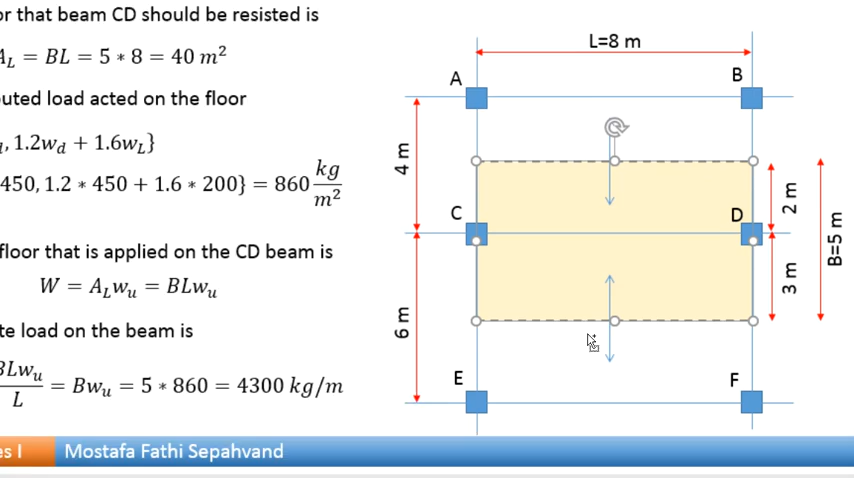 or that beam CD should be resisted is
A_L = BL = 5 * 8 = 40 m²
uted load acted on the floor
, 1.2w_d + 1.6w_L}
450, 1.2 * 450 + 1.6 * 200} = 860 kg/m²
floor that is applied on the CD beam is
W = A_L w_u = BLw_u
te load on the beam is
BLw_u/L = Bw_u = 5 * 860 = 4300 kg/m
es I
Mostafa Fathi Sepahvand
L=8 m
A
B
4 m
C
D
2 m
B=5 m
3 m
6 m
E
F